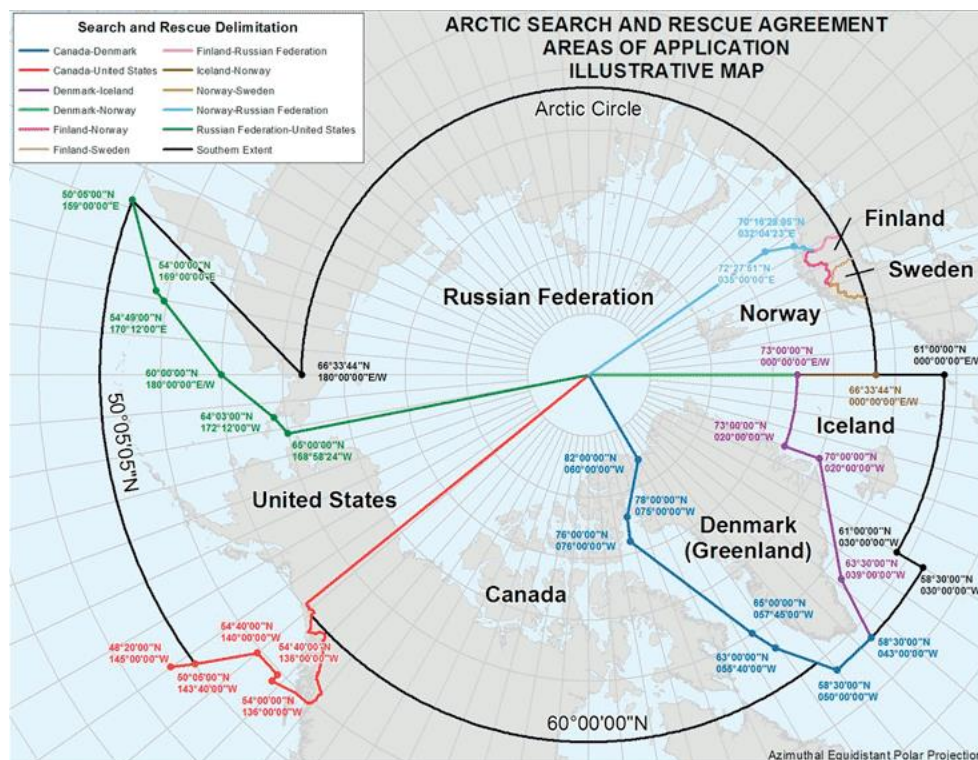 ARCTIC SEARCH AND RESCUE AGREEMENT
AREAS OF APPLICATION
ILLUSTRATIVE MAP
Search and Rescue Delimitation
Canada-Denmark
Canada-United States
Denmark-Iceland
Denmark-Norway
Finland-Norway
Finland-Sweden
Finland-Russian Federation
Iceland-Norway
Norway-Sweden
Norway-Russian Federation
Russian Federation-United States
Southern Extent
Arctic Circle
50°05'00"N
159°00'00"E
54°00'00"N
169°00'00"E
54°49'00"N
170°12'00"E
60°00'00"N
180°00'00"E/W
64°03'00"N
172°12'00"W
65°00'00"N
168°58'24"W
66°33'44"N
180°00'00"E/W
Russian Federation
70°16'28.95"N
032°04'23"E
72°27'51"N
035°00'00"E
Finland
Sweden
Norway
73°00'00"N
000°00'00"E/W
61°00'00"N
000°00'00"E/W
66°33'44"N
000°00'00"E/W
Iceland
73°00'00"N
020°00'00"W
70°00'00"N
020°00'00"W
82°00'00"N
060°00'00"W
78°00'00"N
075°00'00"W
76°00'00"N
076°00'00"W
Denmark
(Greenland)
61°00'00"N
030°00'00"W
63°30'00"N
039°00'00"W
58°30'00"N
030°00'00"W
50°05'05"N
United States
Canada
65°00'00"N
057°45'00"W
63°00'00"N
055°40'00"W
58°30'00"N
043°00'00"W
58°30'00"N
050°00'00"W
48°20'00"N
145°00'00"W
50°05'00"N
143°40'00"W
54°40'00"N
140°00'00"W
54°40'00"N
136°00'00"W
54°00'00"N
136°00'00"W
60°00'00"N
Azimuthal Equidistant Polar Projection